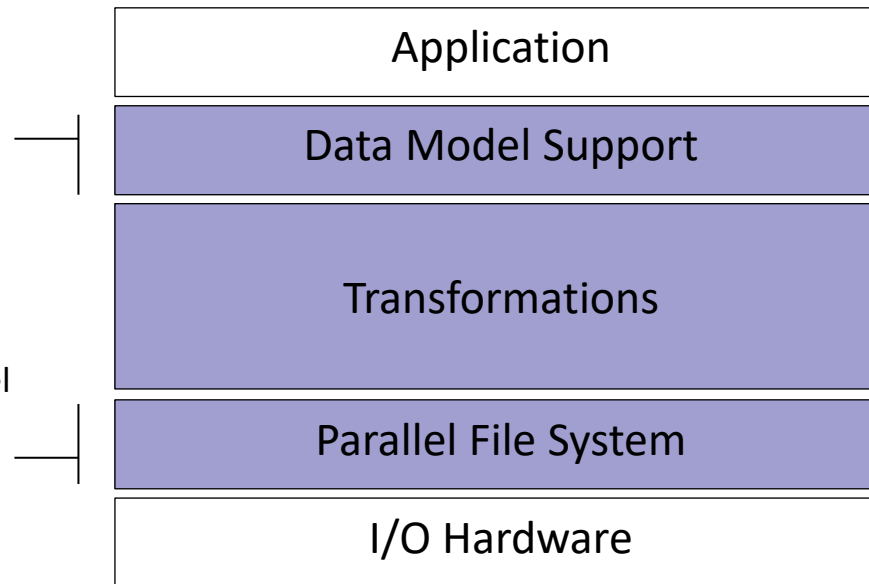 Application
Data Model Support
Transformations
Parallel File System
I/O Hardware